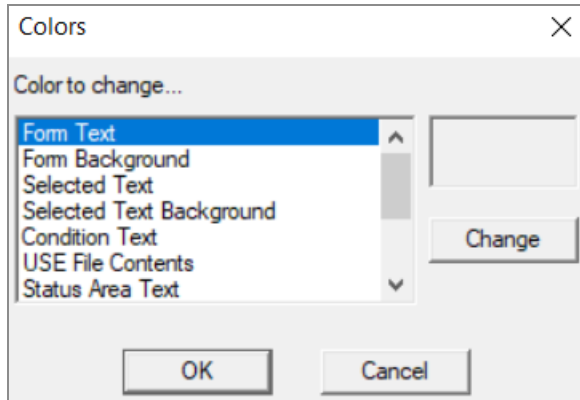 Colors
Color to change...
Form Text
Form Background
Selected Text
Selected Text Background
Condition Text
USE File Contents
Status Area Text
Change
OK
Cancel